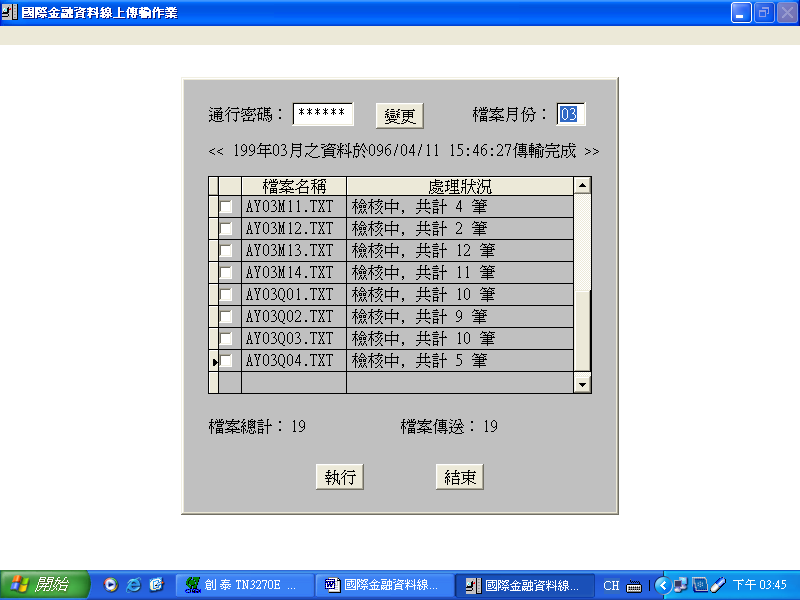 國際金融資料線上傳輸作業
通行密碼： ****** 變更 檔案月份： 03
<< 199年03月之資料於096/04/11 15:46:27傳輸完成 >>
檔案名稱 處理狀況
AY03M11.TXT 檢核中, 共計 4 筆
AY03M12.TXT 檢核中, 共計 2 筆
AY03M13.TXT 檢核中, 共計 12 筆
AY03M14.TXT 檢核中, 共計 11 筆
AY03Q01.TXT 檢核中, 共計 10 筆
AY03Q02.TXT 檢核中, 共計 9 筆
AY03Q03.TXT 檢核中, 共計 10 筆
AY03Q04.TXT 檢核中, 共計 5 筆
檔案總計： 19 檔案傳送： 19
執行 結束
開始 創泰 TN3270E ... 國際金融資料線... 國際金融資料線... CH 下午 03:45